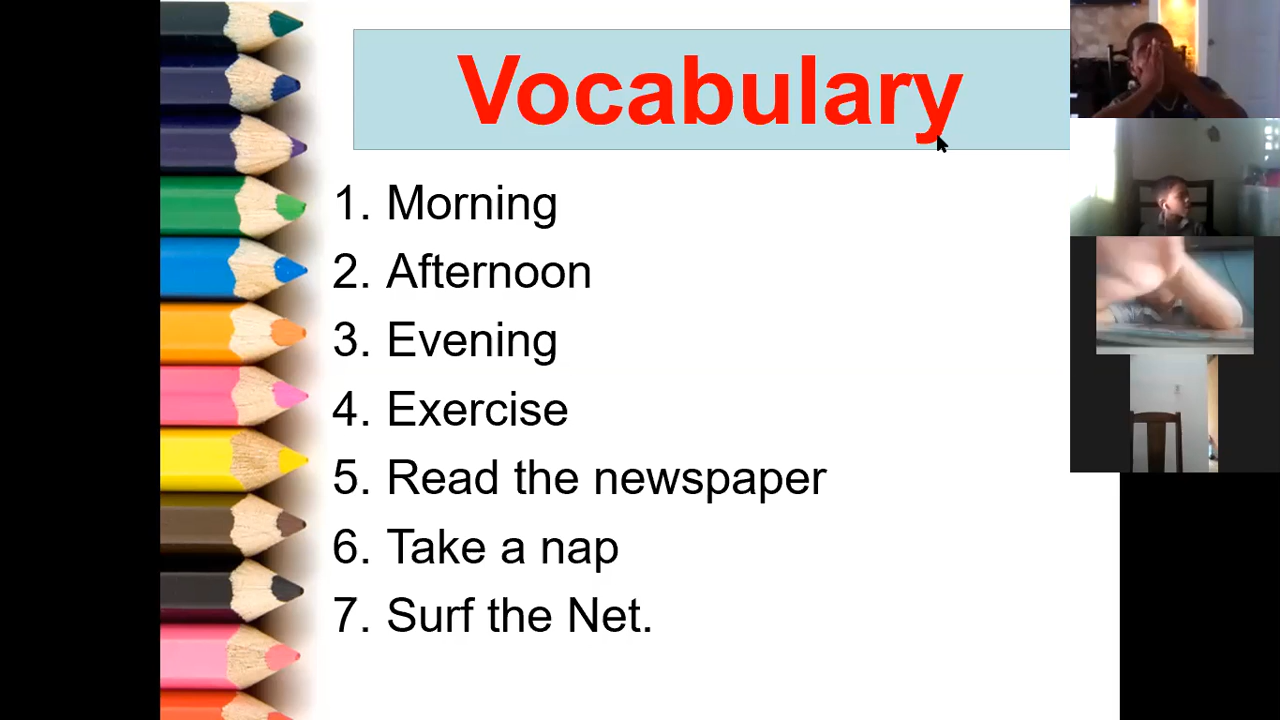 Vocabulary
1. Morning
2. Afternoon
3. Evening
4. Exercise
5. Read the newspaper
6. Take a nap
7. Surf the Net.